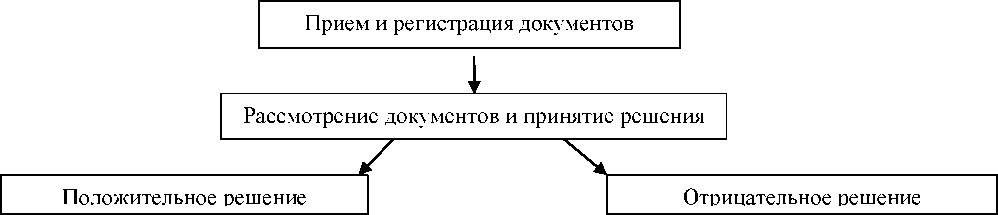 Прием и регистрация документов
Рассмотрение документов и принятие решения
Положительное решение
Отрицательное решение